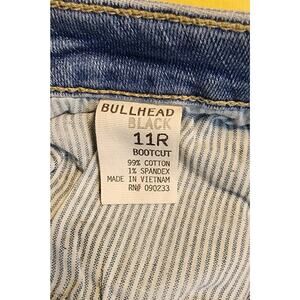 BULLHEAD
BLACK
11R
BOOTCUT
99% COTTON
1% SPANDEX
MADE IN VIETNAM
RN# 090233